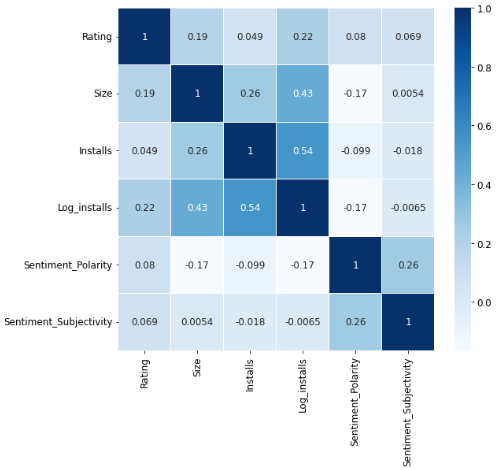 Rating 1 0.19 0.049 0.22 0.08 0.069
Size 0.19 1 0.26 0.43 -0.17 0.0054
Installs 0.049 0.26 1 0.54 -0.099 -0.018
Log_installs 0.22 0.43 0.54 1 -0.17 -0.0065
Sentiment_Polarity 0.08 -0.17 -0.099 -0.17 1 0.26
Sentiment_Subjectivity 0.069 0.0054 -0.018 -0.0065 0.26 1
Rating
Size
Installs
Log_installs
Sentiment_Polarity
Sentiment_Subjectivity
1.0
0.8
0.6
0.4
0.2
0.0